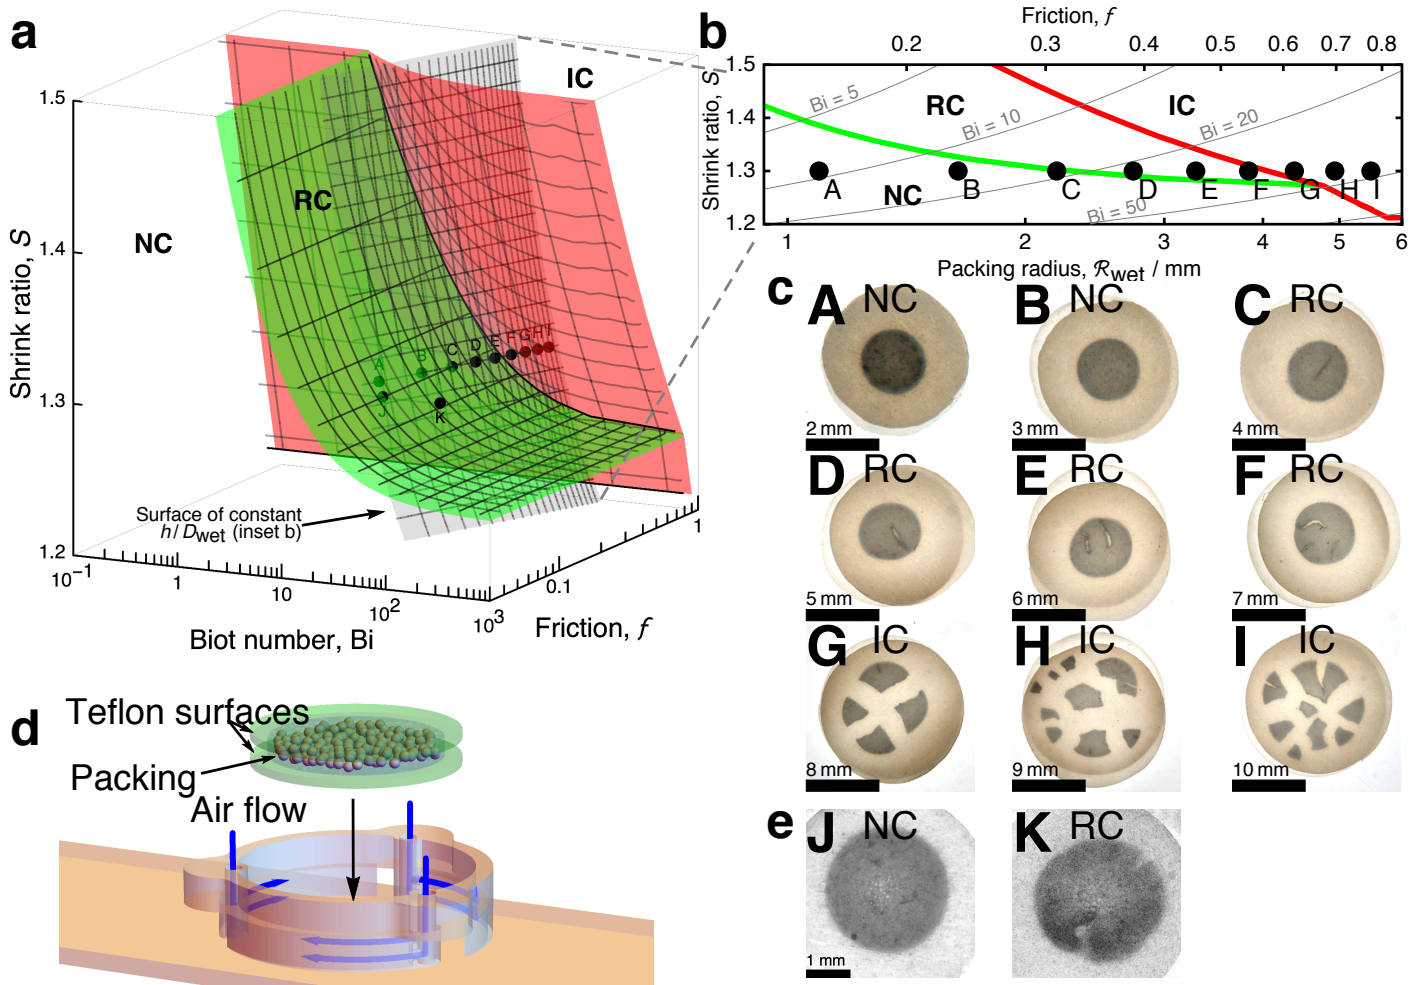 a
1.5
1.4
1.3
1.2
Shrink ratio, S
NC
RC
IC
A
B
C
D
E
F
G
H
I
J
K
Surface of constant
h / Dwet (inset b)
10−1
1
10
102
103
Biot number, Bi
0.1
1
Friction, f
b
Friction, f
0.2
0.3
0.4
0.5
0.6
0.7
0.8
1.5
1.4
1.3
1.2
Shrink ratio, S
Bi = 5
Bi = 10
Bi = 20
Bi = 50
RC
IC
NC
A
B
C
D
E
F
G
H
I
1
2
3
4
5
6
Packing radius, Rwet / mm
c
A NC
2 mm
B NC
3 mm
C RC
4 mm
D RC
5 mm
E RC
6 mm
F RC
7 mm
G IC
8 mm
H IC
9 mm
I IC
10 mm
d
Teflon surfaces
Packing
Air flow
e
J NC
1 mm
K RC